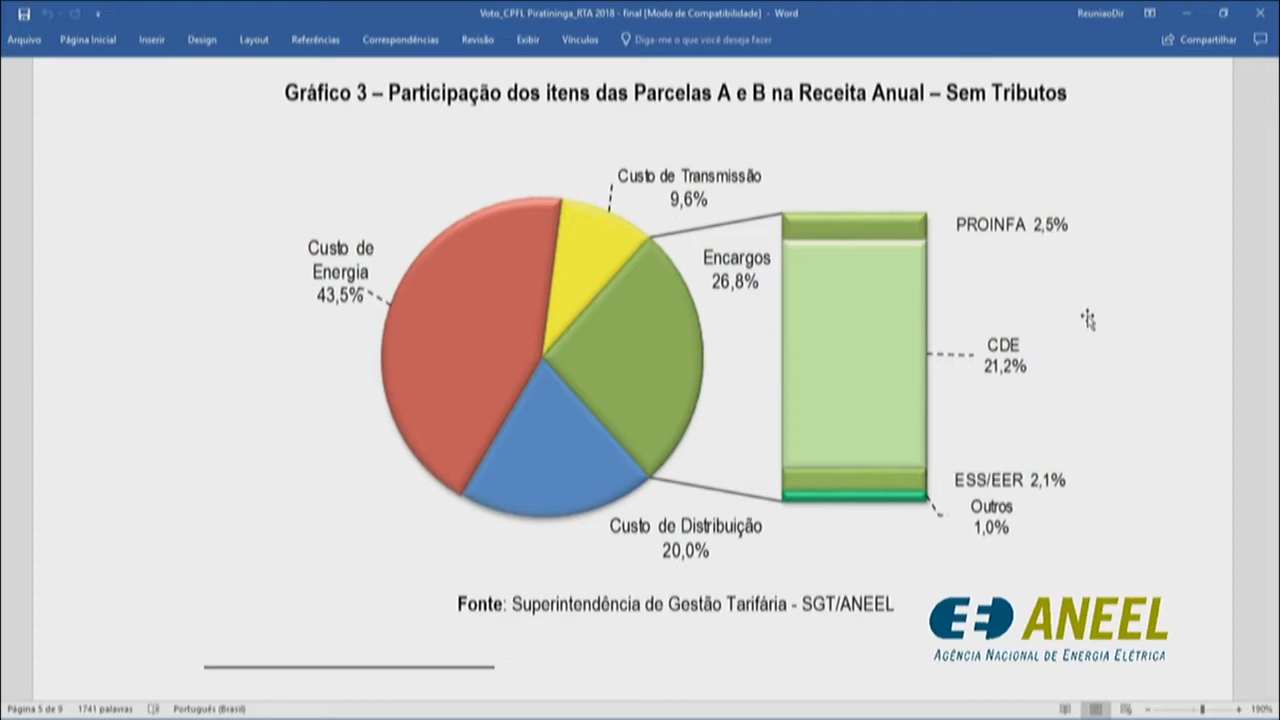 Voto_CPFL Piratininga_RTA 2018 - final [Modo de Compatibilidade] - Word
ReuniaoDir
Arquivo Página Inicial Inserir Design Layout Referências Correspondências Revisão Exibir Vínculos Diga-me o que você deseja fazer Compartilhar
Gráfico 3 – Participação dos itens das Parcelas A e B na Receita Anual – Sem Tributos
Custo de Transmissão
9,6%
PROINFA 2,5%
Custo de
Energia
43,5%
Encargos
26,8%
CDE
21,2%
ESS/EER 2,1%
Outros
1,0%
Custo de Distribuição
20,0%
Fonte: Superintendência de Gestão Tarifária - SGT/ANEEL
ANEEL
AGÊNCIA NACIONAL DE ENERGIA ELÉTRICA
Página 5 de 9 1741 palavras Português (Brasil) 190%